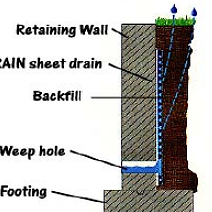 Retaining Wall
RAIN sheet drain
Backfill
Weep hole
Footing